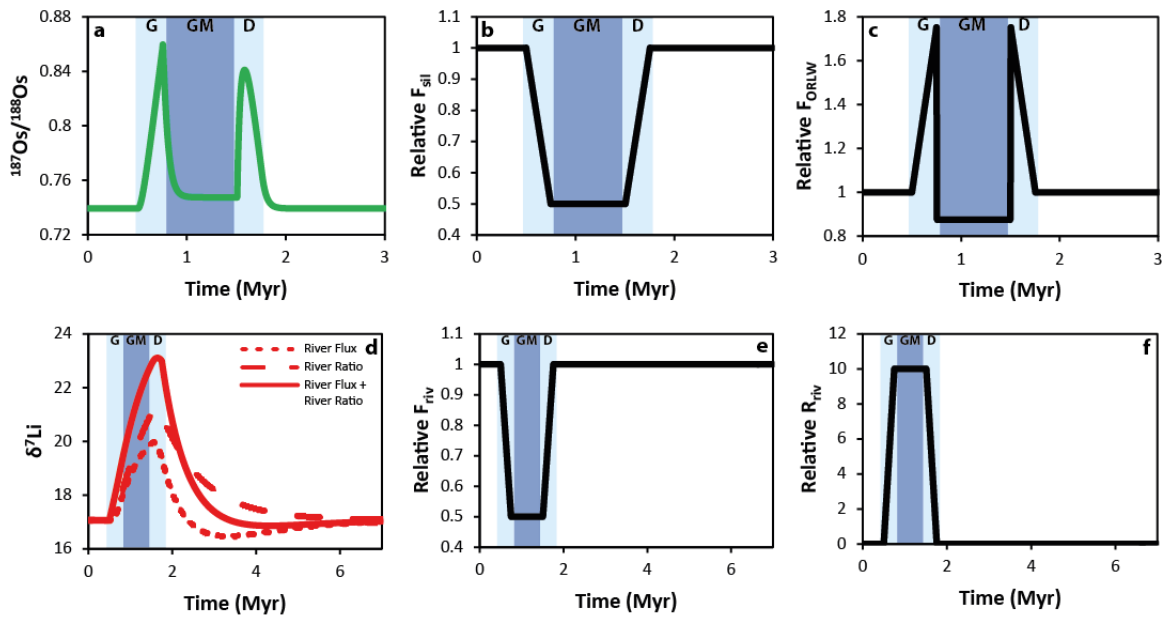 a
G GM D
¹⁸⁷Os/¹⁸⁸Os
0.88
0.84
0.8
0.76
0.72
0 1 2 3
Time (Myr)
b
G GM D
Relative F_sil
1.1
1
0.9
0.8
0.7
0.6
0.5
0.4
0 1 2 3
Time (Myr)
c
G GM D
Relative F_ORLW
1.8
1.6
1.4
1.2
1
0.8
0 1 2 3
Time (Myr)
d
G GM D
River Flux
River Ratio
River Flux +
River Ratio
δ⁷Li
24
22
20
18
16
0 2 4 6
Time (Myr)
e
G GM D
Relative F_riv
1.1
1
0.9
0.8
0.7
0.6
0.5
0.4
0 2 4 6
Time (Myr)
f
G GM D
Relative R_riv
12
10
8
6
4
2
0
0 2 4 6
Time (Myr)